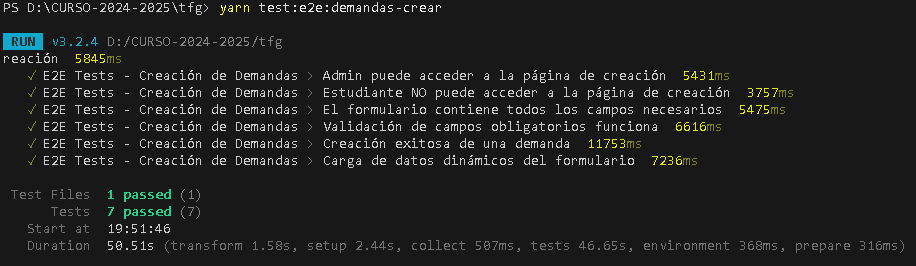 PS D:\CURSO-2024-2025\tfg> yarn test:e2e:demandas-crear
RUN v3.2.4 D:/CURSO-2024-2025/tfg
reación 5845ms
✓ E2E Tests - Creación de Demandas > Admin puede acceder a la página de creación 5431ms
✓ E2E Tests - Creación de Demandas > Estudiante NO puede acceder a la página de creación 3757ms
✓ E2E Tests - Creación de Demandas > El formulario contiene todos los campos necesarios 5475ms
✓ E2E Tests - Creación de Demandas > Validación de campos obligatorios funciona 6616ms
✓ E2E Tests - Creación de Demandas > Creación exitosa de una demanda 11753ms
✓ E2E Tests - Creación de Demandas > Carga de datos dinámicos del formulario 7236ms
Test Files 1 passed (1)
Tests 7 passed (7)
Start at 19:51:46
Duration 50.51s (transform 1.58s, setup 2.44s, collect 507ms, tests 46.65s, environment 368ms, prepare 316ms)